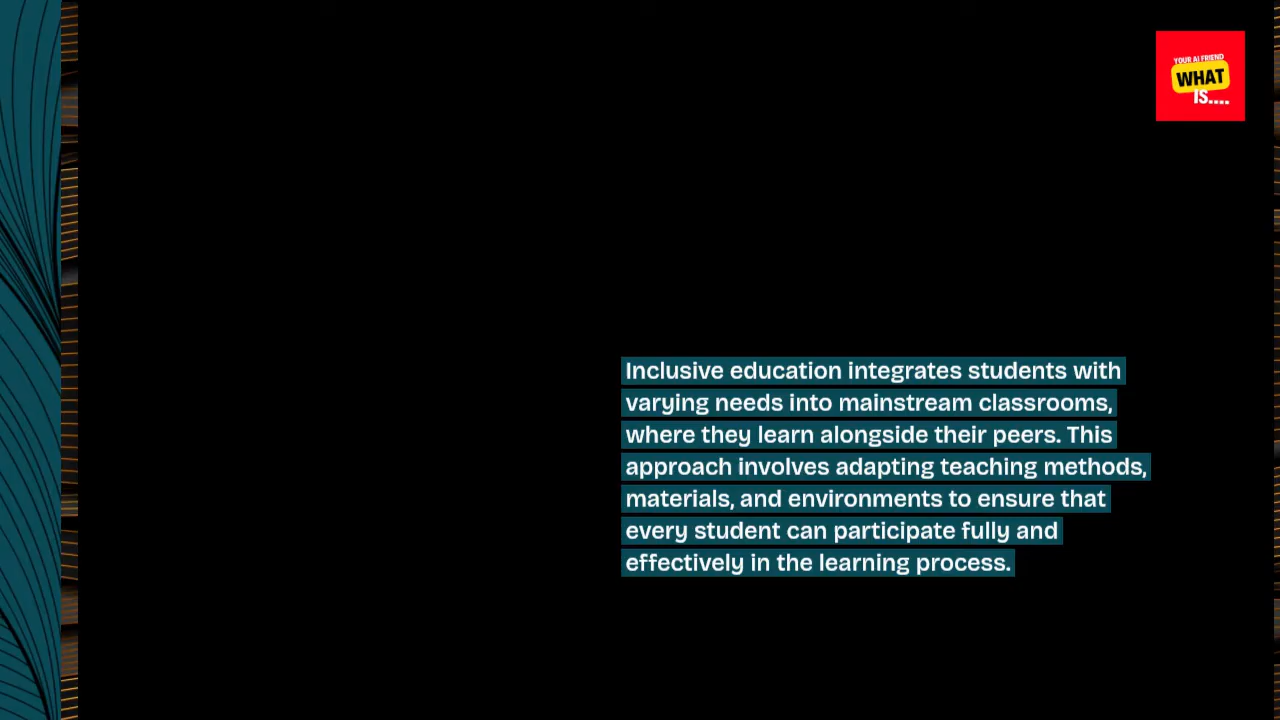 YOUR AI FRIEND
WHAT
IS....
Inclusive education integrates students with
varying needs into mainstream classrooms,
where they learn alongside their peers. This
approach involves adapting teaching methods,
materials, and environments to ensure that
every student can participate fully and
effectively in the learning process.